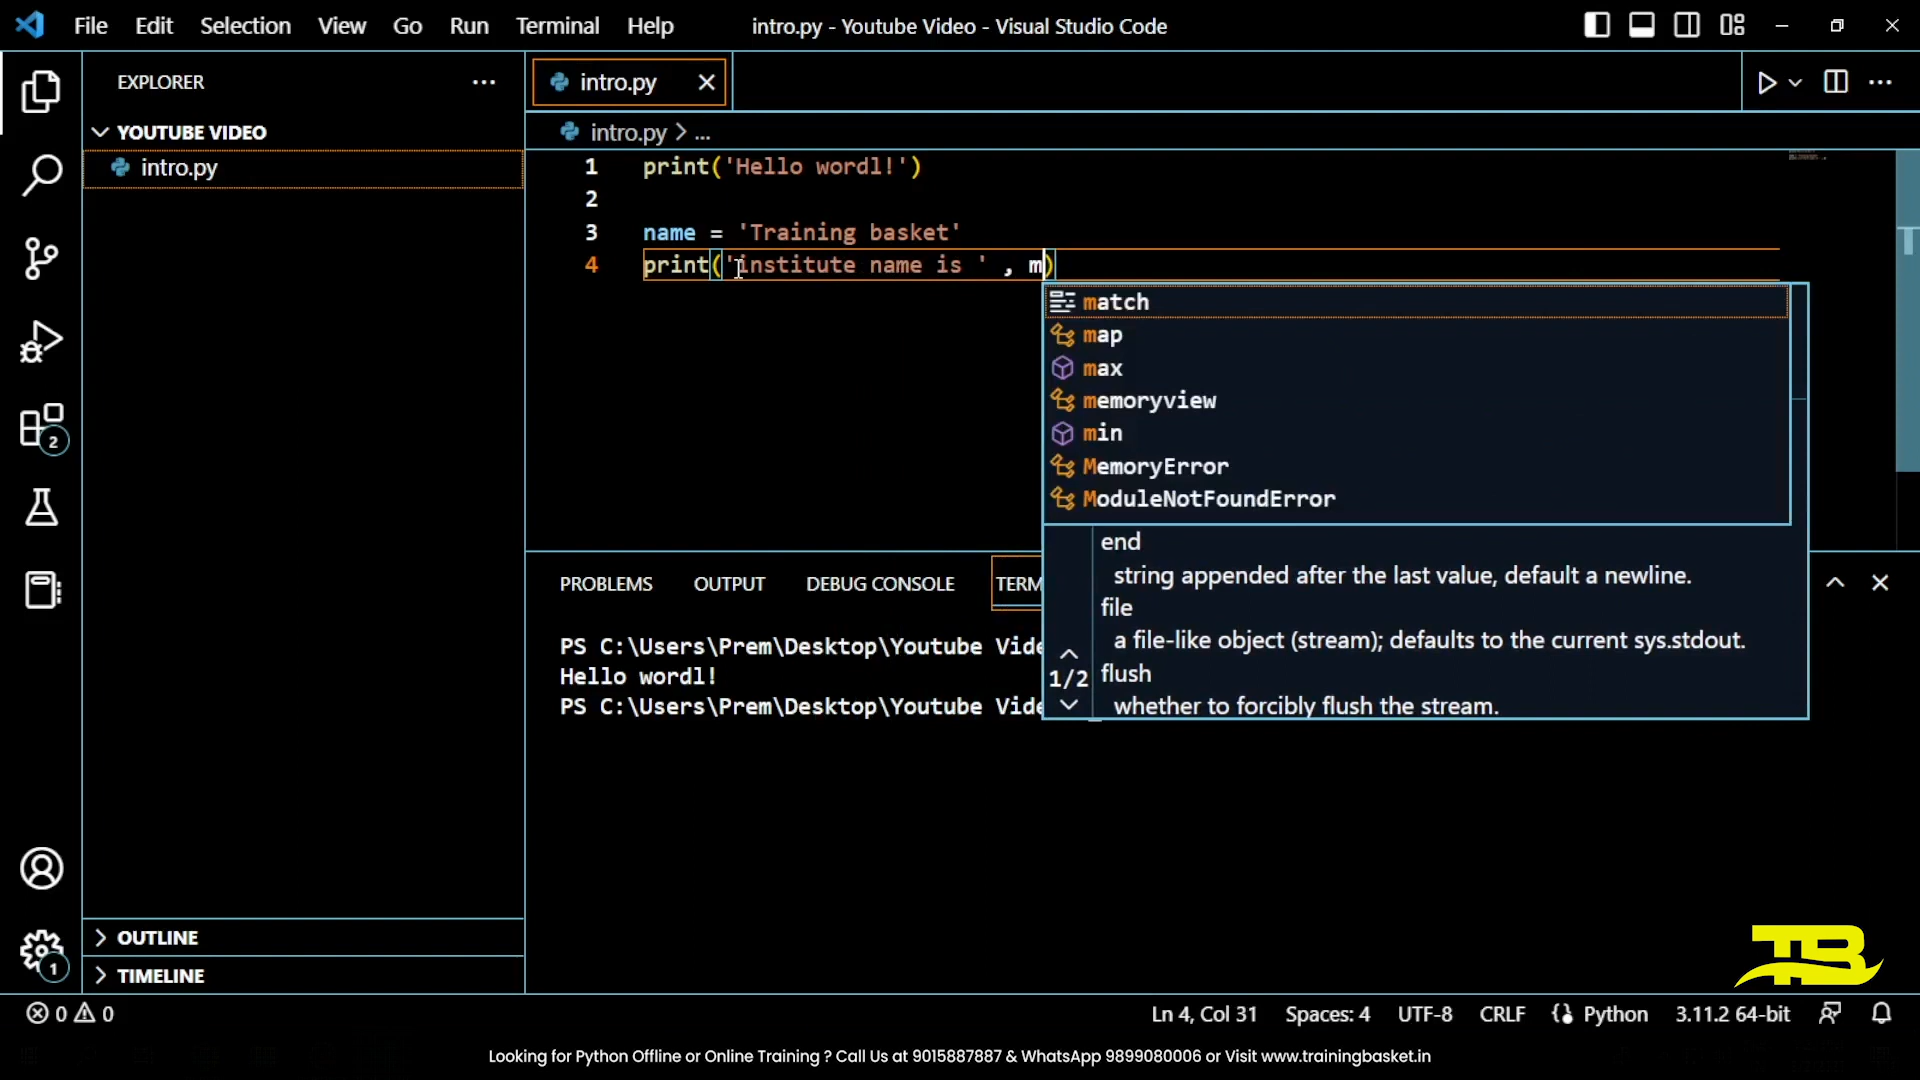 File Edit Selection View Go Run Terminal Help intro.py - Youtube Video - Visual Studio Code
EXPLORER
YOUTUBE VIDEO
intro.py
OUTLINE
TIMELINE
2
1
intro.py
intro.py > ...
1 print('Hello wordl!')
2
3 name = 'Training basket'
4 print('institute name is ' , m)
match
map
max
memoryview
min
MemoryError
ModuleNotFoundError
end
string appended after the last value, default a newline.
file
a file-like object (stream); defaults to the current sys.stdout.
1/2
flush
whether to forcibly flush the stream.
PROBLEMS OUTPUT DEBUG CONSOLE TERM
PS C:\Users\Prem\Desktop\Youtube Vide
Hello wordl!
PS C:\Users\Prem\Desktop\Youtube Vide
TB
0 0 Ln 4, Col 31 Spaces: 4 UTF-8 CRLF Python 3.11.2 64-bit
Looking for Python Offline or Online Training ? Call Us at 9015887887 & WhatsApp 9899080006 or Visit www.trainingbasket.in